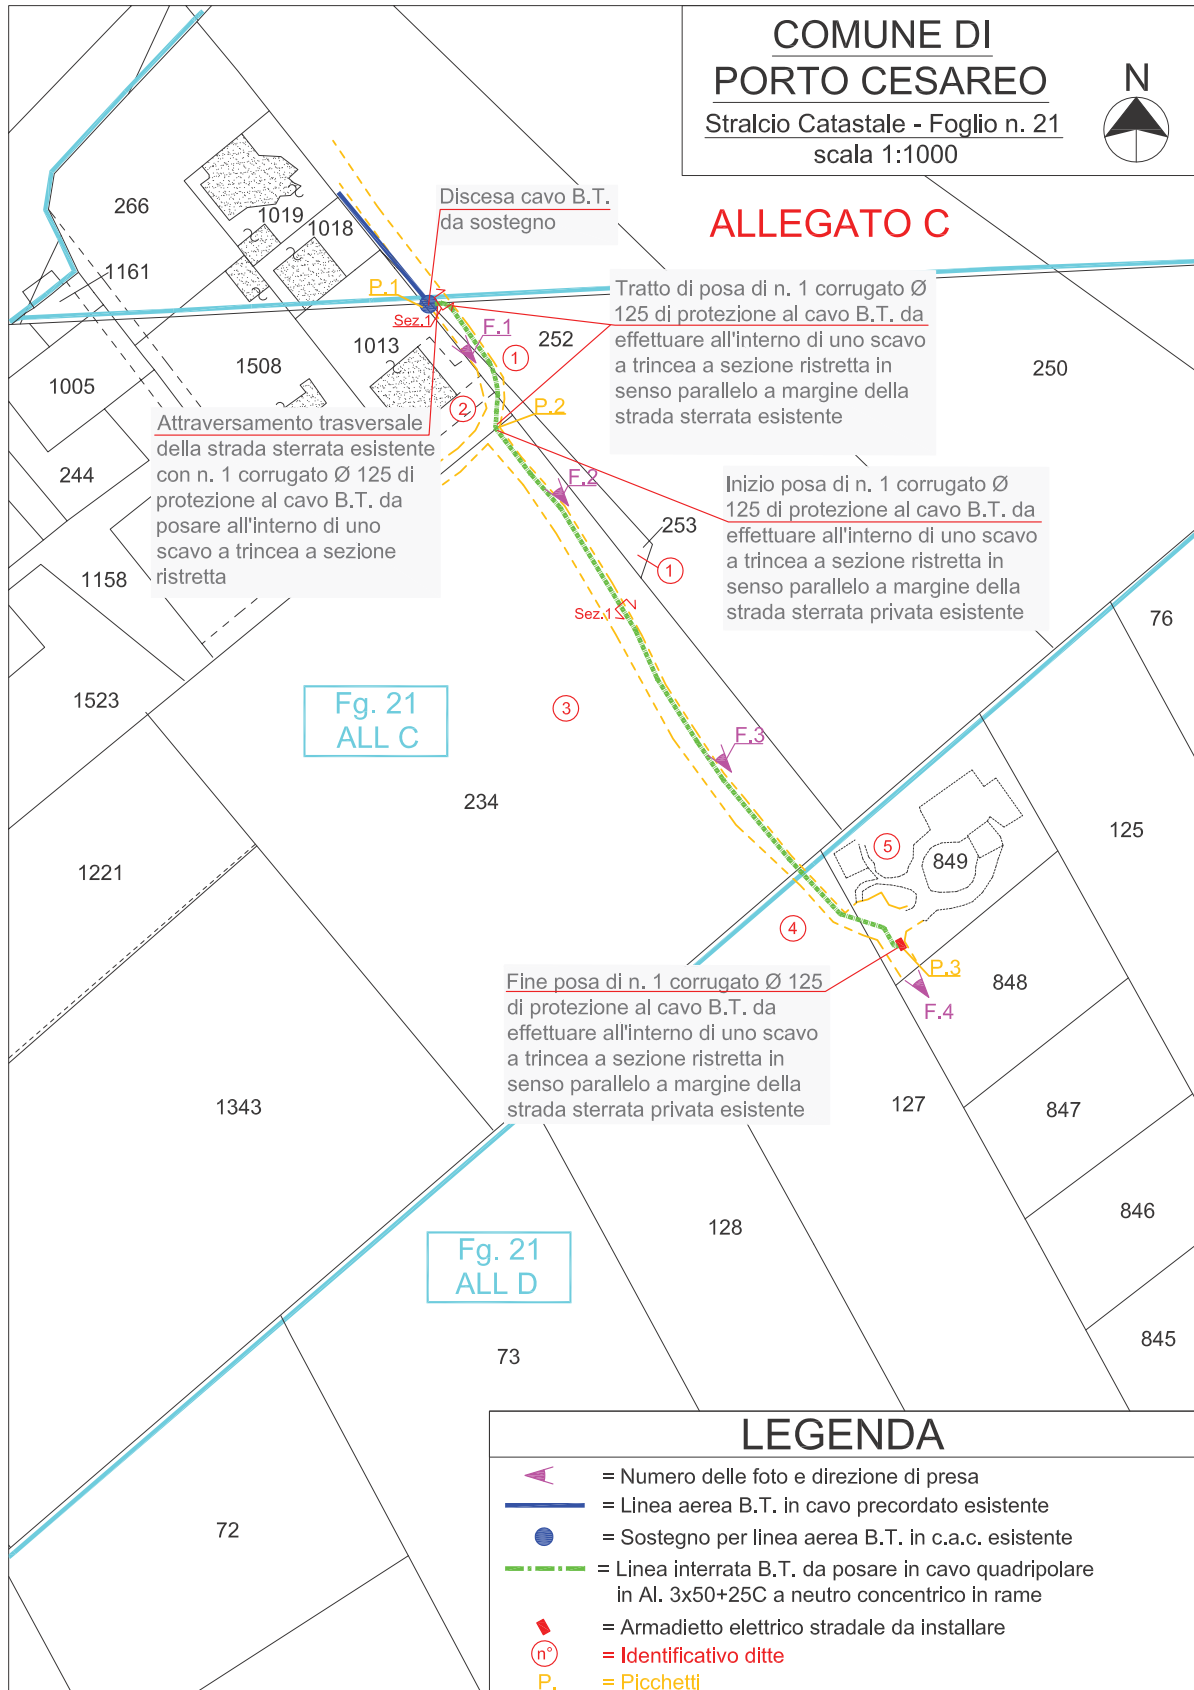 COMUNE DI
PORTO CESAREO
Stralcio Catastale - Foglio n. 21
scala 1:1000
N
ALLEGATO C
266
1019
1018
1161
Discesa cavo B.T.
da sostegno
P.1
Sez.1
F.1
1
252
Tratto di posa di n. 1 corrugato Ø
125 di protezione al cavo B.T. da
effettuare all'interno di uno scavo
a trincea a sezione ristretta in
senso parallelo a margine della
strada sterrata esistente
250
1013
1508
1005
2
P.2
Attraversamento trasversale
della strada sterrata esistente
con n. 1 corrugato Ø 125 di
protezione al cavo B.T. da
posare all'interno di uno
scavo a trincea a sezione
ristretta
244
F.2
Inizio posa di n. 1 corrugato Ø
125 di protezione al cavo B.T. da
effettuare all'interno di uno scavo
a trincea a sezione ristretta in
senso parallelo a margine della
strada sterrata privata esistente
253
1
1158
Sez.1
76
1523
Fg. 21
ALL C
3
F.3
234
125
1221
5
849
4
P.3
F.4
848
Fine posa di n. 1 corrugato Ø 125
di protezione al cavo B.T. da
effettuare all'interno di uno scavo
a trincea a sezione ristretta in
senso parallelo a margine della
strada sterrata privata esistente
1343
127
847
128
846
Fg. 21
ALL D
73
845
72
LEGENDA
= Numero delle foto e direzione di presa
= Linea aerea B.T. in cavo precordato esistente
= Sostegno per linea aerea B.T. in c.a.c. esistente
= Linea interrata B.T. da posare in cavo quadripolare
in Al. 3x50+25C a neutro concentrico in rame
= Armadietto elettrico stradale da installare
n° = Identificativo ditte
P. = Picchetti